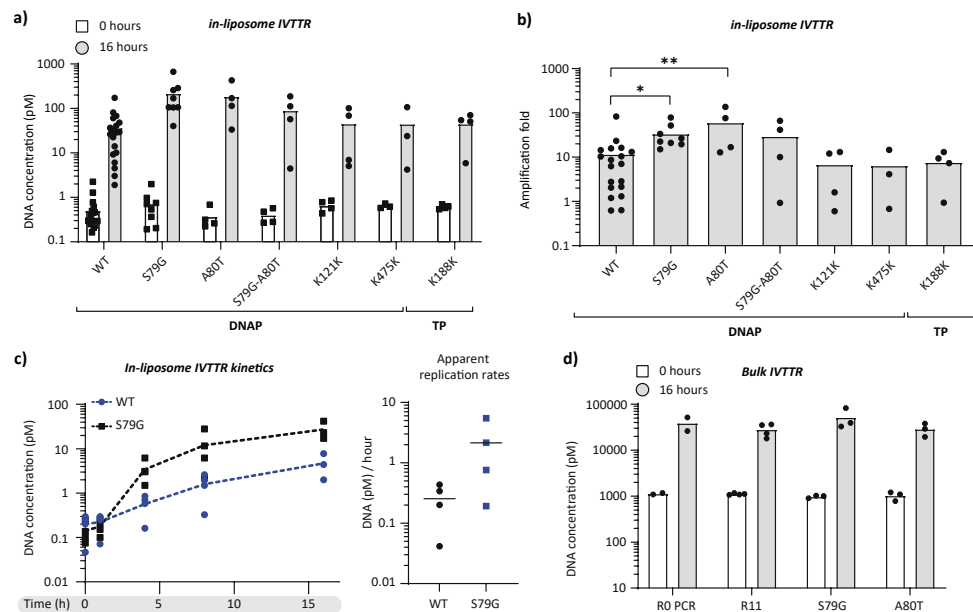 a)
in-liposome IVTTR
0 hours
16 hours
DNA concentration (pM)
1000
100
10
1
0.1
WT
S79G
A80T
S79G-A80T
K121K
K475K
K188K
DNAP
TP
b)
in-liposome IVTTR
Amplification fold
1000
100
10
1
0.1
*
**
WT
S79G
A80T
S79G-A80T
K121K
K475K
K188K
DNAP
TP
c)
In-liposome IVTTR kinetics
WT
S79G
DNA concentration (pM)
100
10
1
0.1
0.01
Time (h)
0
5
10
15
Apparent
replication rates
DNA (pM) / hour
10
1
0.1
0.01
WT
S79G
d)
Bulk IVTTR
0 hours
16 hours
DNA concentration (pM)
100000
10000
1000
100
10
R0 PCR
R11
S79G
A80T